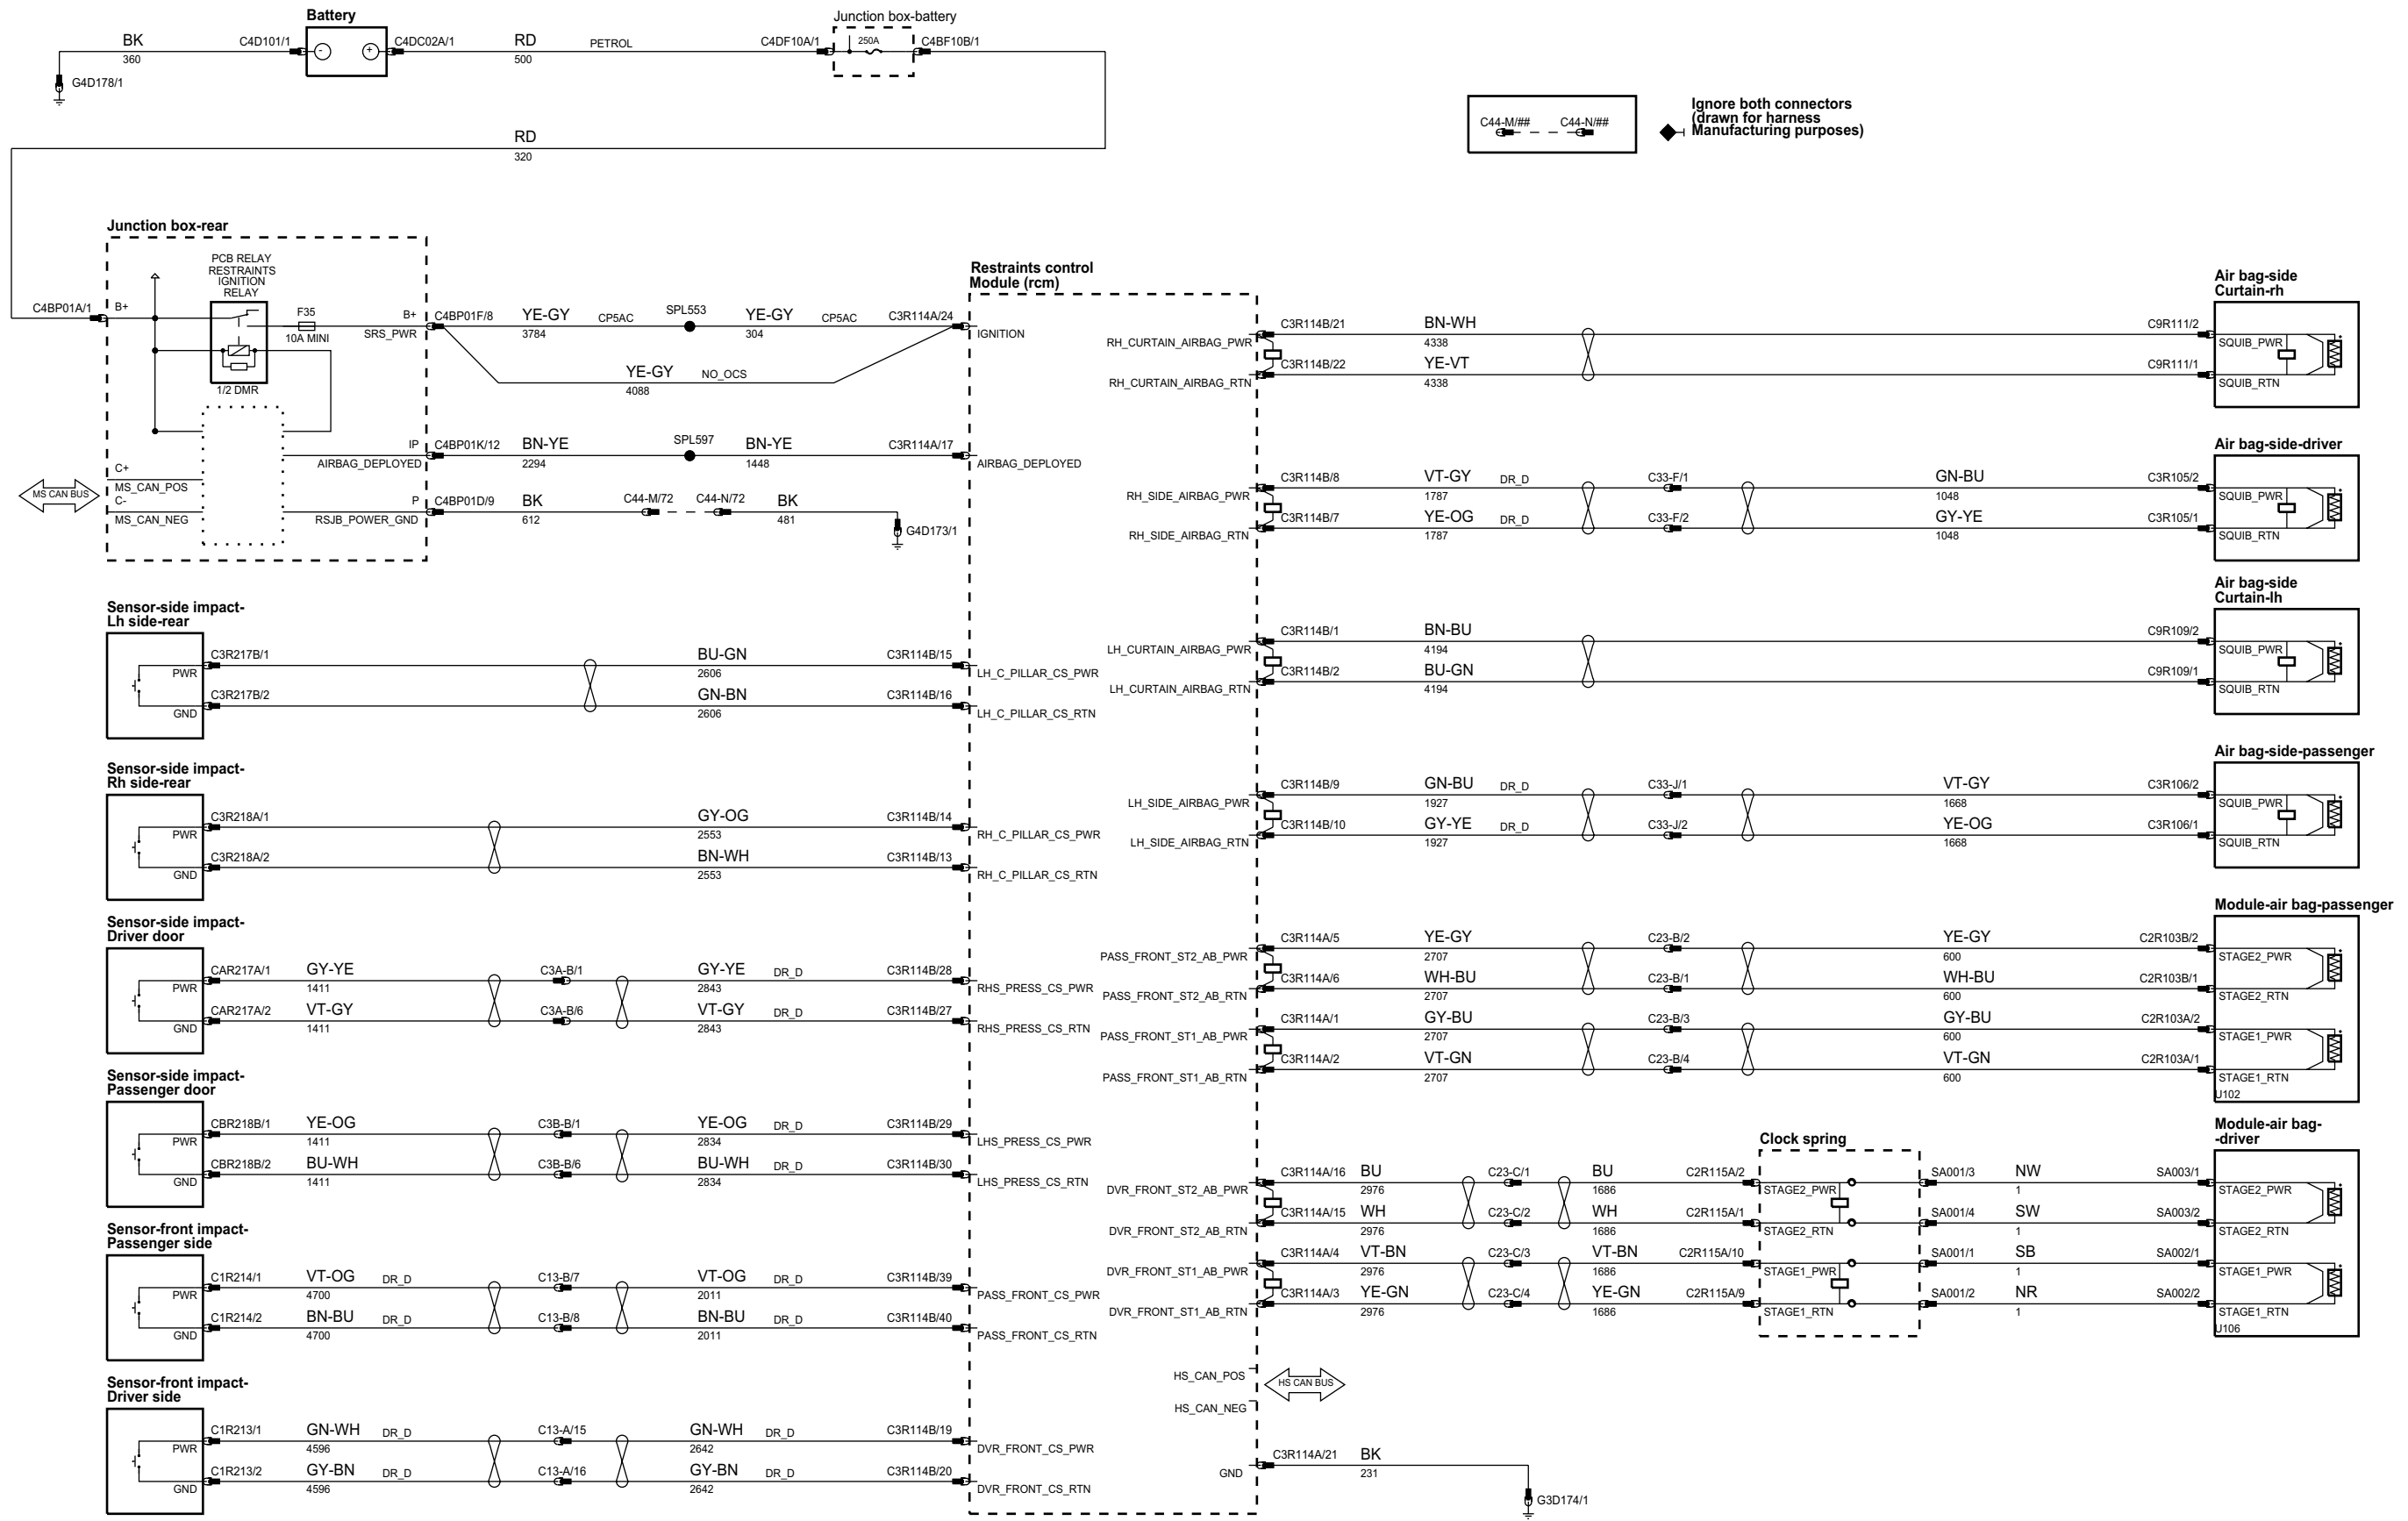 Battery
Junction box-battery
BK
360
C4D101/1
-
+
C4DC02A/1
RD
500
PETROL
C4DF10A/1
250A
C4BF10B/1
G4D178/1
RD
320
C44-M/##
C44-N/##
Ignore both connectors
(drawn for harness
Manufacturing purposes)
Junction box-rear
PCB RELAY
RESTRAINTS
IGNITION
RELAY
C4BP01A/1
B+
F35
10A MINI
1/2 DMR
B+
SRS_PWR
C4BP01F/8
YE-GY
3784
CP5AC
SPL553
YE-GY
304
CP5AC
C3R114A/24
IGNITION
YE-GY
4088
NO_OCS
IP
AIRBAG_DEPLOYED
C4BP01K/12
BN-YE
2294
SPL597
BN-YE
1448
C3R114A/17
AIRBAG_DEPLOYED
MS CAN BUS
C+
MS_CAN_POS
C-
MS_CAN_NEG
P
RSJB_POWER_GND
C4BP01D/9
BK
612
C44-M/72
C44-N/72
BK
481
G4D173/1
Restraints control
Module (rcm)
Sensor-side impact-
Lh side-rear
PWR
C3R217B/1
BU-GN
2606
C3R114B/15
LH_C_PILLAR_CS_PWR
GND
C3R217B/2
GN-BN
2606
C3R114B/16
LH_C_PILLAR_CS_RTN
Sensor-side impact-
Rh side-rear
PWR
C3R218A/1
GY-OG
2553
C3R114B/14
RH_C_PILLAR_CS_PWR
GND
C3R218A/2
BN-WH
2553
C3R114B/13
RH_C_PILLAR_CS_RTN
Sensor-side impact-
Driver door
PWR
CAR217A/1
GY-YE
1411
C3A-B/1
GY-YE
2843
DR_D
C3R114B/28
RHS_PRESS_CS_PWR
GND
CAR217A/2
VT-GY
1411
C3A-B/6
VT-GY
2843
DR_D
C3R114B/27
RHS_PRESS_CS_RTN
Sensor-side impact-
Passenger door
PWR
CBR218B/1
YE-OG
1411
C3B-B/1
YE-OG
2834
DR_D
C3R114B/29
LHS_PRESS_CS_PWR
GND
CBR218B/2
BU-WH
1411
C3B-B/6
BU-WH
2834
DR_D
C3R114B/30
LHS_PRESS_CS_RTN
Sensor-front impact-
Passenger side
PWR
C1R214/1
VT-OG
4700
DR_D
C13-B/7
VT-OG
2011
DR_D
C3R114B/39
PASS_FRONT_CS_PWR
GND
C1R214/2
BN-BU
4700
DR_D
C13-B/8
BN-BU
2011
DR_D
C3R114B/40
PASS_FRONT_CS_RTN
Sensor-front impact-
Driver side
PWR
C1R213/1
GN-WH
4596
DR_D
C13-A/15
GN-WH
2642
DR_D
C3R114B/19
DVR_FRONT_CS_PWR
GND
C1R213/2
GY-BN
4596
DR_D
C13-A/16
GY-BN
2642
DR_D
C3R114B/20
DVR_FRONT_CS_RTN
Air bag-side
Curtain-rh
RH_CURTAIN_AIRBAG_PWR
C3R114B/21
BN-WH
4338
C9R111/2
SQUIB_PWR
RH_CURTAIN_AIRBAG_RTN
C3R114B/22
YE-VT
4338
C9R111/1
SQUIB_RTN
Air bag-side-driver
RH_SIDE_AIRBAG_PWR
C3R114B/8
VT-GY
1787
DR_D
C33-F/1
GN-BU
1048
C3R105/2
SQUIB_PWR
RH_SIDE_AIRBAG_RTN
C3R114B/7
YE-OG
1787
DR_D
C33-F/2
GY-YE
1048
C3R105/1
SQUIB_RTN
Air bag-side
Curtain-lh
LH_CURTAIN_AIRBAG_PWR
C3R114B/1
BN-BU
4194
C9R109/2
SQUIB_PWR
LH_CURTAIN_AIRBAG_RTN
C3R114B/2
BU-GN
4194
C9R109/1
SQUIB_RTN
Air bag-side-passenger
LH_SIDE_AIRBAG_PWR
C3R114B/9
GN-BU
1927
DR_D
C33-J/1
VT-GY
1668
C3R106/2
SQUIB_PWR
LH_SIDE_AIRBAG_RTN
C3R114B/10
GY-YE
1927
DR_D
C33-J/2
YE-OG
1668
C3R106/1
SQUIB_RTN
Module-air bag-passenger
PASS_FRONT_ST2_AB_PWR
C3R114A/5
YE-GY
2707
C23-B/2
YE-GY
600
C2R103B/2
STAGE2_PWR
PASS_FRONT_ST2_AB_RTN
C3R114A/6
WH-BU
2707
C23-B/1
WH-BU
600
C2R103B/1
STAGE2_RTN
PASS_FRONT_ST1_AB_PWR
C3R114A/1
GY-BU
2707
C23-B/3
GY-BU
600
C2R103A/2
STAGE1_PWR
PASS_FRONT_ST1_AB_RTN
C3R114A/2
VT-GN
2707
C23-B/4
VT-GN
600
C2R103A/1
STAGE1_RTN
U102
Clock spring
Module-air bag-
-driver
DVR_FRONT_ST2_AB_PWR
C3R114A/16
BU
2976
C23-C/1
BU
1686
C2R115A/2
STAGE2_PWR
SA001/3
NW
1
SA003/1
STAGE2_PWR
DVR_FRONT_ST2_AB_RTN
C3R114A/15
WH
2976
C23-C/2
WH
1686
C2R115A/1
STAGE2_RTN
SA001/4
SW
1
SA003/2
STAGE2_RTN
DVR_FRONT_ST1_AB_PWR
C3R114A/4
VT-BN
2976
C23-C/3
VT-BN
1686
C2R115A/10
STAGE1_PWR
SA001/1
SB
1
SA002/1
STAGE1_PWR
DVR_FRONT_ST1_AB_RTN
C3R114A/3
YE-GN
2976
C23-C/4
YE-GN
1686
C2R115A/9
STAGE1_RTN
SA001/2
NR
1
SA002/2
STAGE1_RTN
U106
HS_CAN_POS
HS CAN BUS
HS_CAN_NEG
GND
C3R114A/21
BK
231
G3D174/1